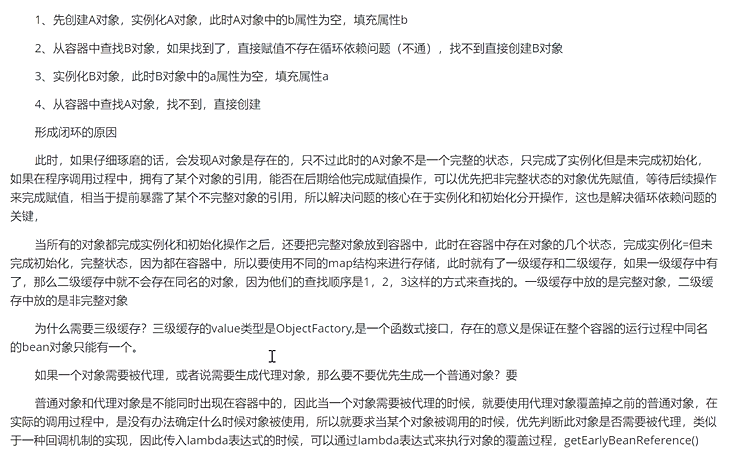 1、先创建A对象，实例化A对象，此时A对象中的b属性为空，填充属性b
2、从容器中查找B对象，如果找到了，直接赋值不存在循环依赖问题（不通），找不到直接创建B对象
3、实例化B对象，此时B对象中的a属性为空，填充属性a
4、从容器中查找A对象，找不到，直接创建
形成闭环的原因
此时，如果仔细琢磨的话，会发现A对象是存在的，只不过此时的A对象不是一个完整的状态，只完成了实例化但是未完成初始化，
如果在程序调用过程中，拥有了某个对象的引用，能否在后期给他完成赋值操作，可以优先把非完整状态的对象优先赋值，等待后续操作
来完成赋值，相当于提前暴露了某个不完整对象的引用，所以解决问题的核心在于实例化和初始化分开操作，这也是解决循环依赖问题的
关键，
当所有的对象都完成实例化和初始化操作之后，还要把完整对象放到容器中，此时在容器中存在对象的几个状态，完成实例化=但未
完成初始化，完整状态，因为都在容器中，所以要使用不同的map结构来进行存储，此时就有了一级缓存和二级缓存，如果一级缓存中有
了，那么二级缓存中就不会存在同名的对象，因为他们的查找顺序是1，2，3这样的方式来查找的。一级缓存中放的是完整对象，二级缓
存中放的是非完整对象
为什么需要三级缓存？三级缓存的value类型是ObjectFactory,是一个函数式接口，存在的意义是保证在整个容器的运行过程中同名
的bean对象只能有一个。
如果一个对象需要被代理，或者说需要生成代理对象，那么要不要优先生成一个普通对象？要
普通对象和代理对象是不能同时出现在容器中的，因此当一个对象需要被代理的时候，就要使用代理对象覆盖掉之前的普通对象，在
实际的调用过程中，是没有办法确定什么时候对象被使用，所以就要求当某个对象被调用的时候，优先判断此对象是否需要被代理，类似
于一种回调机制的实现，因此传入lambda表达式的时候，可以通过lambda表达式来执行对象的覆盖过程，getEarlyBeanReference()